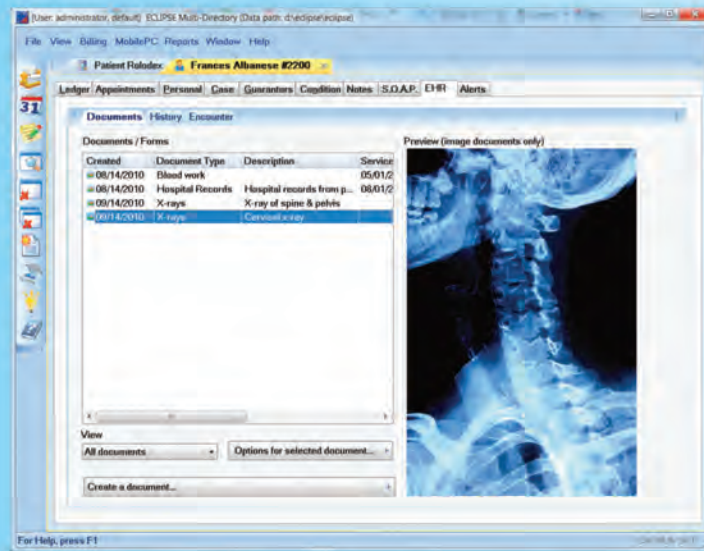 [User: administrator, default] ECLIPSE Multi-Directory (Data path: d:\eclipse\eclipse)
File View Billing MobilePC Reports Window Help
Patient Rolodex Frances Albanese #2200
Ledger Appointments Personal Case Guarantors Condition Notes S.O.A.P. EHR Alerts
31
Documents History Encounter
Documents / Forms Preview (image documents only)
Created Document Type Description Service
08/14/2010 Blood work 05/01/2
08/14/2010 Hospital Records Hospital records from p... 08/01/2
09/14/2010 X-rays X-ray of spine & pelvis
09/14/2010 X-rays Cervical x-ray
View
All documents Options for selected document...
Create a document...
For Help, press F1